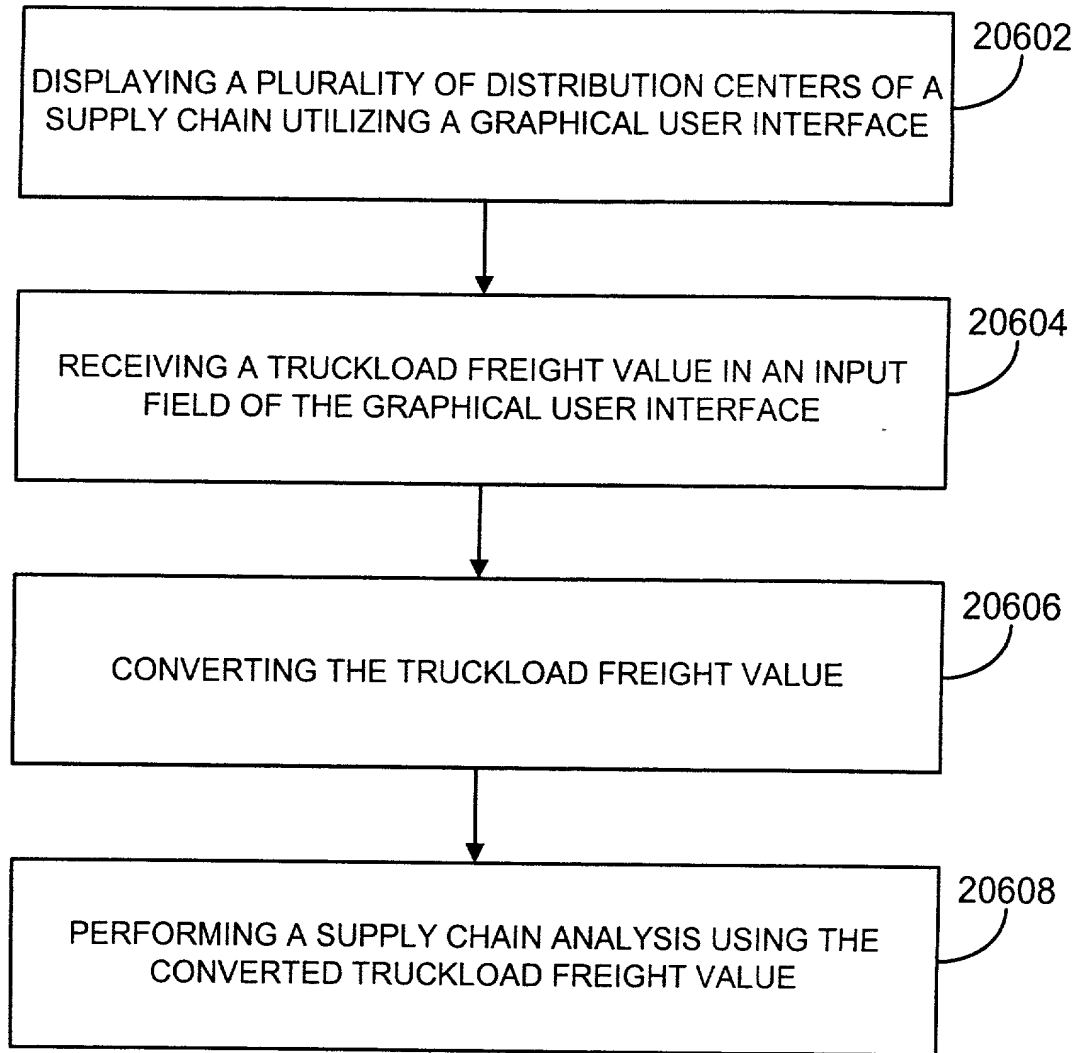 20602
DISPLAYING A PLURALITY OF DISTRIBUTION CENTERS OF A
SUPPLY CHAIN UTILIZING A GRAPHICAL USER INTERFACE
20604
RECEIVING A TRUCKLOAD FREIGHT VALUE IN AN INPUT
FIELD OF THE GRAPHICAL USER INTERFACE
20606
CONVERTING THE TRUCKLOAD FREIGHT VALUE
20608
PERFORMING A SUPPLY CHAIN ANALYSIS USING THE
CONVERTED TRUCKLOAD FREIGHT VALUE